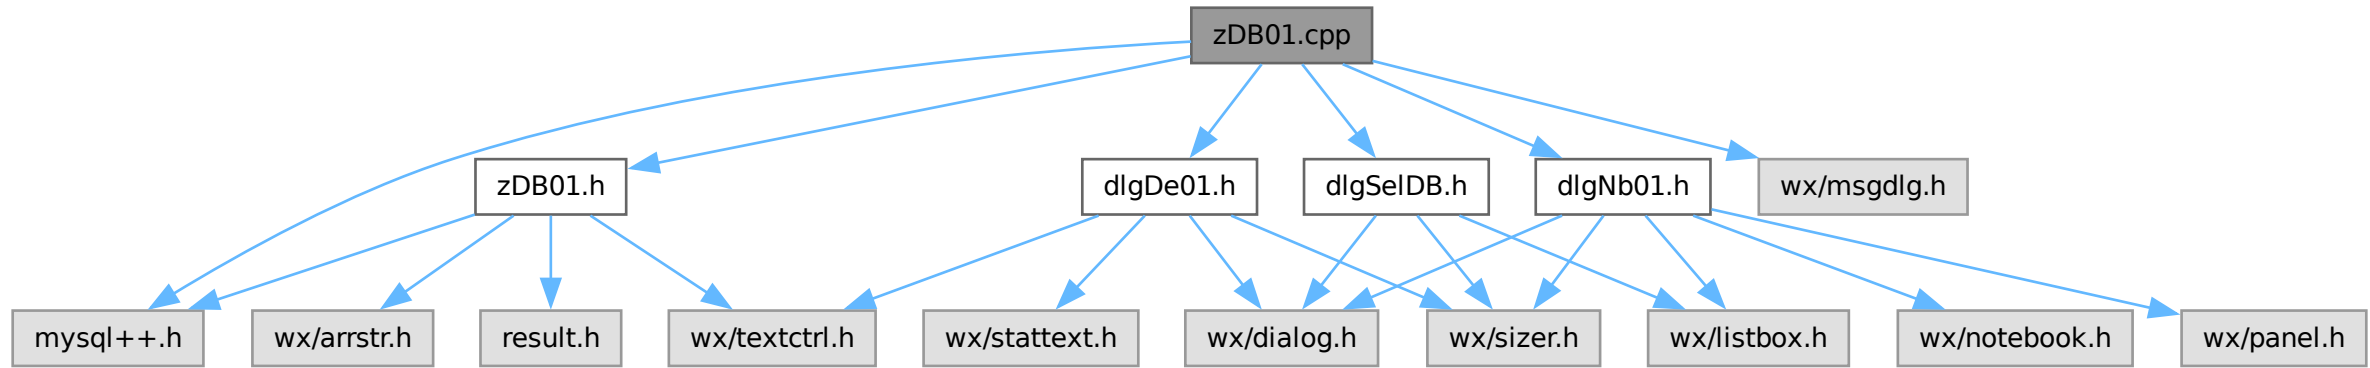 zDB01.cpp
zDB01.h
dlgDe01.h
dlgSelDB.h
dlgNb01.h
wx/msgdlg.h
mysql++.h
wx/arrstr.h
result.h
wx/textctrl.h
wx/stattext.h
wx/dialog.h
wx/sizer.h
wx/listbox.h
wx/notebook.h
wx/panel.h